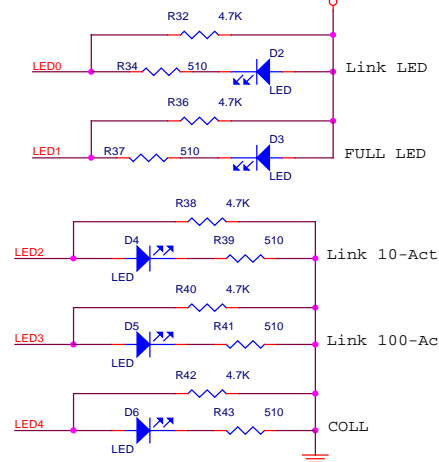 R32 4.7K
D2
LED0 R34 510 Link LED
LED
R36 4.7K
D3
LED1 R37 510 FULL LED
LED
R38 4.7K
D4 R39 510
LED2 Link 10-Act
LED
R40 4.7K
D5 R41 510
LED3 Link 100-Ac
LED
R42 4.7K
D6 R43 510
LED4 COLL
LED